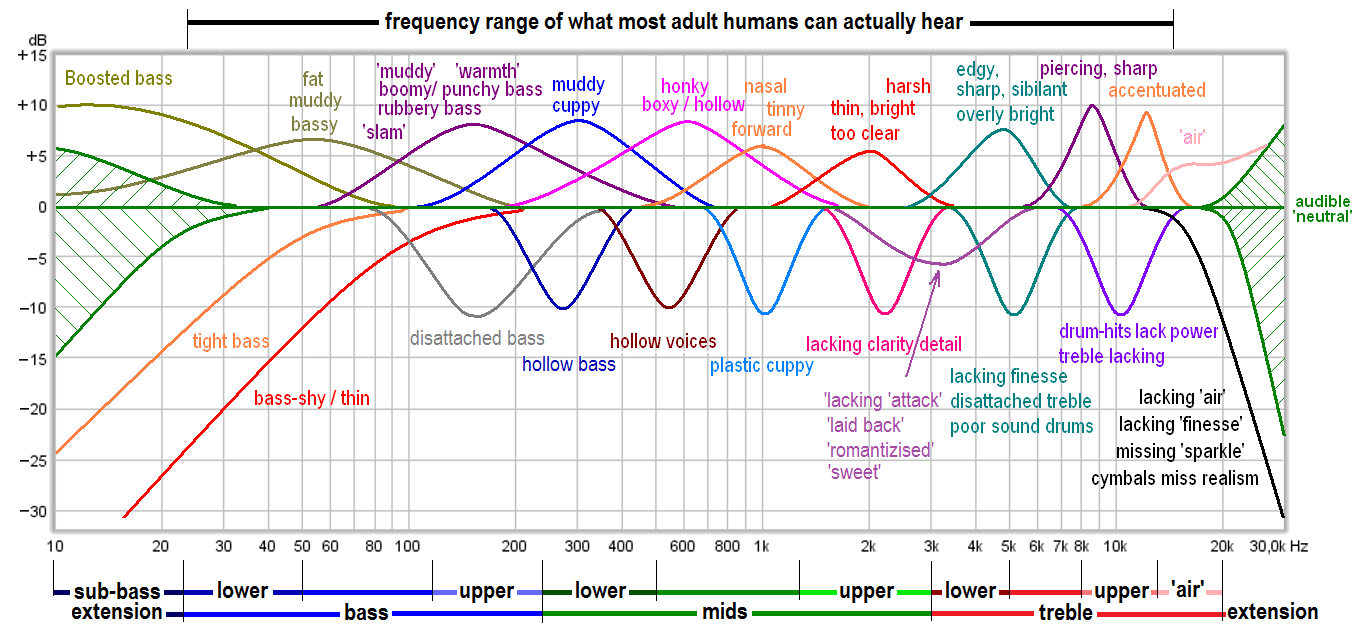 frequency range of what most adult humans can actually hear
dB
+15
+10
+5
0
−5
−10
−15
−20
−25
−30
Boosted bass
fat
muddy
bassy
'muddy' 'warmth'
boomy/ punchy bass
rubbery bass
'slam'
muddy
cuppy
honky
boxy / hollow
nasal
tinny
forward
harsh
thin, bright
too clear
edgy,
sharp, sibilant
overly bright
piercing, sharp
accentuated
'air'
audible
'neutral'
tight bass
bass-shy / thin
disattached bass
hollow bass
hollow voices
plastic cuppy
lacking clarity/detail
'lacking 'attack'
'laid back'
'romantizised'
'sweet'
lacking finesse
disattached treble
poor sound drums
drum-hits lack power
treble lacking
lacking 'air'
lacking 'finesse'
missing 'sparkle'
cymbals miss realism
10 20 30 40 50 60 80 100 200 300 400 600 800 1k 2k 3k 4k 5k 6k 7k 8k 10k 20k 30,0k Hz
sub-bass lower upper lower upper lower upper 'air'
extension bass mids treble extension